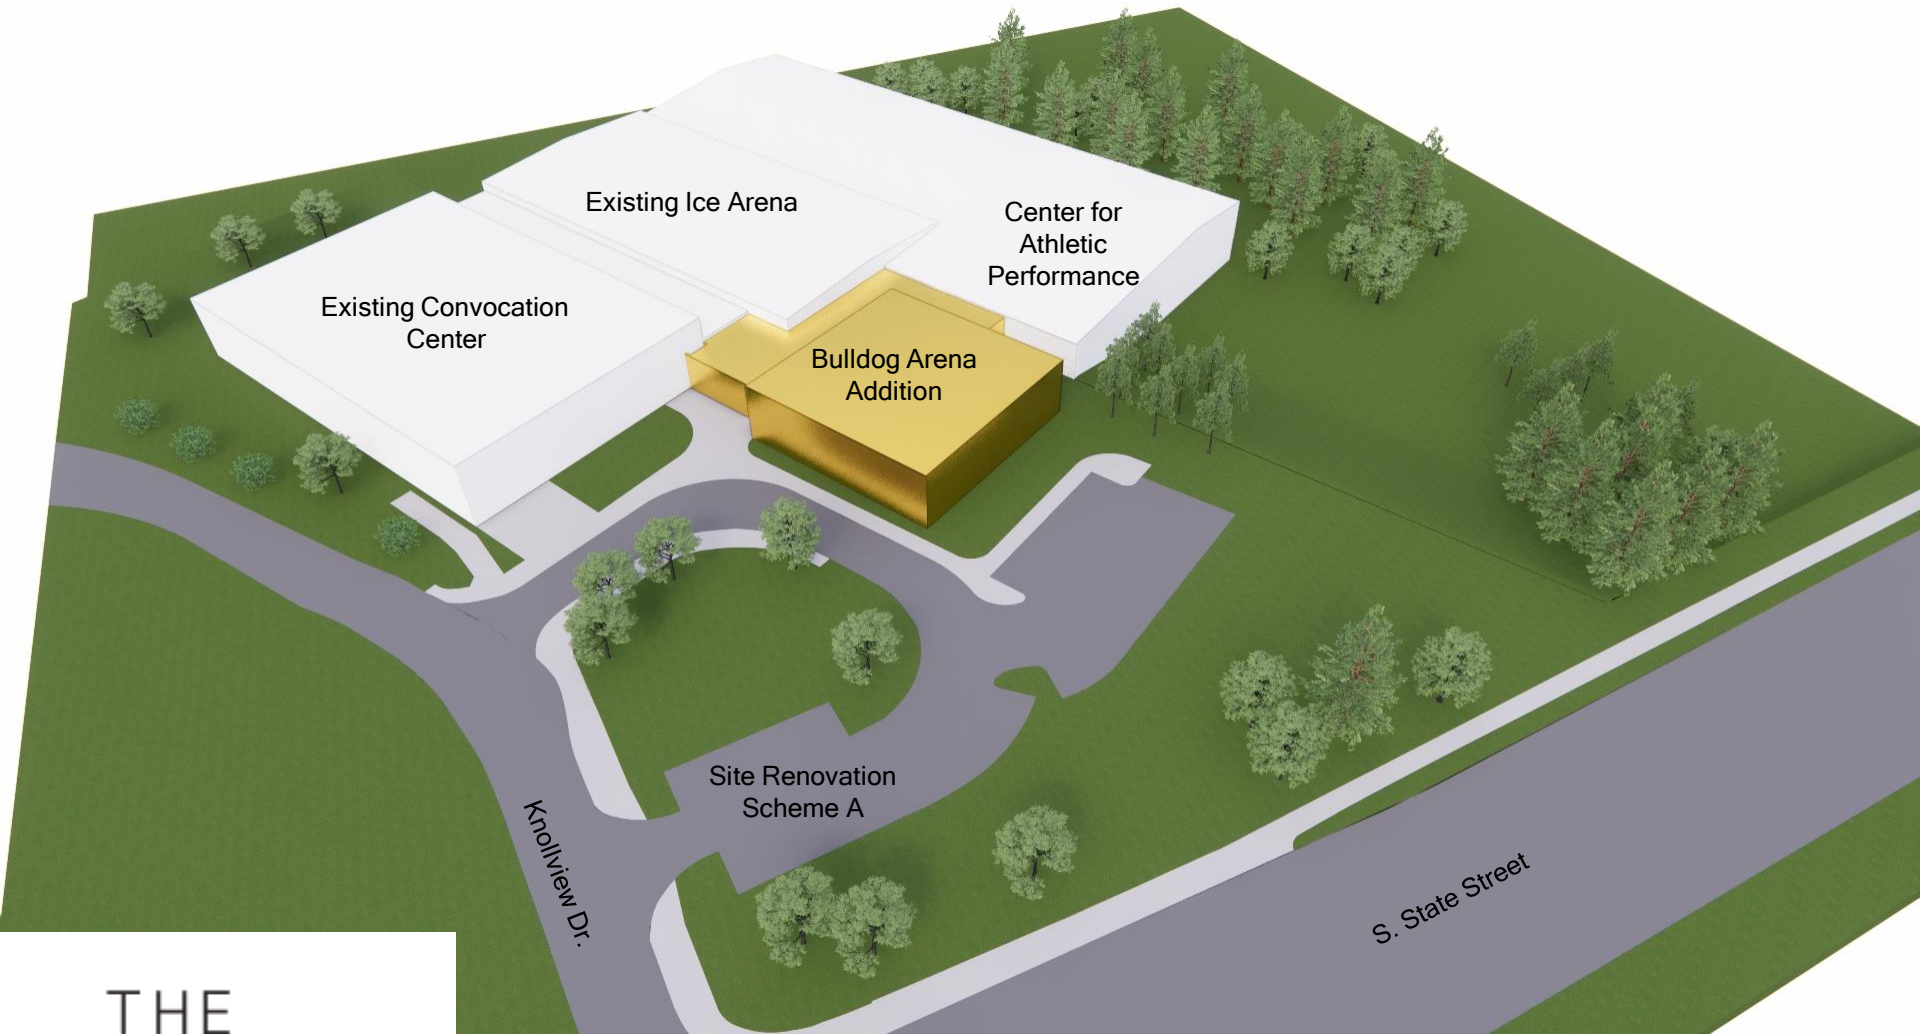 Existing Ice Arena
Center for
Athletic
Performance
Existing Convocation
Center
Bulldog Arena
Addition
Site Renovation
Scheme A
Knollview Dr.
S. State Street
THE